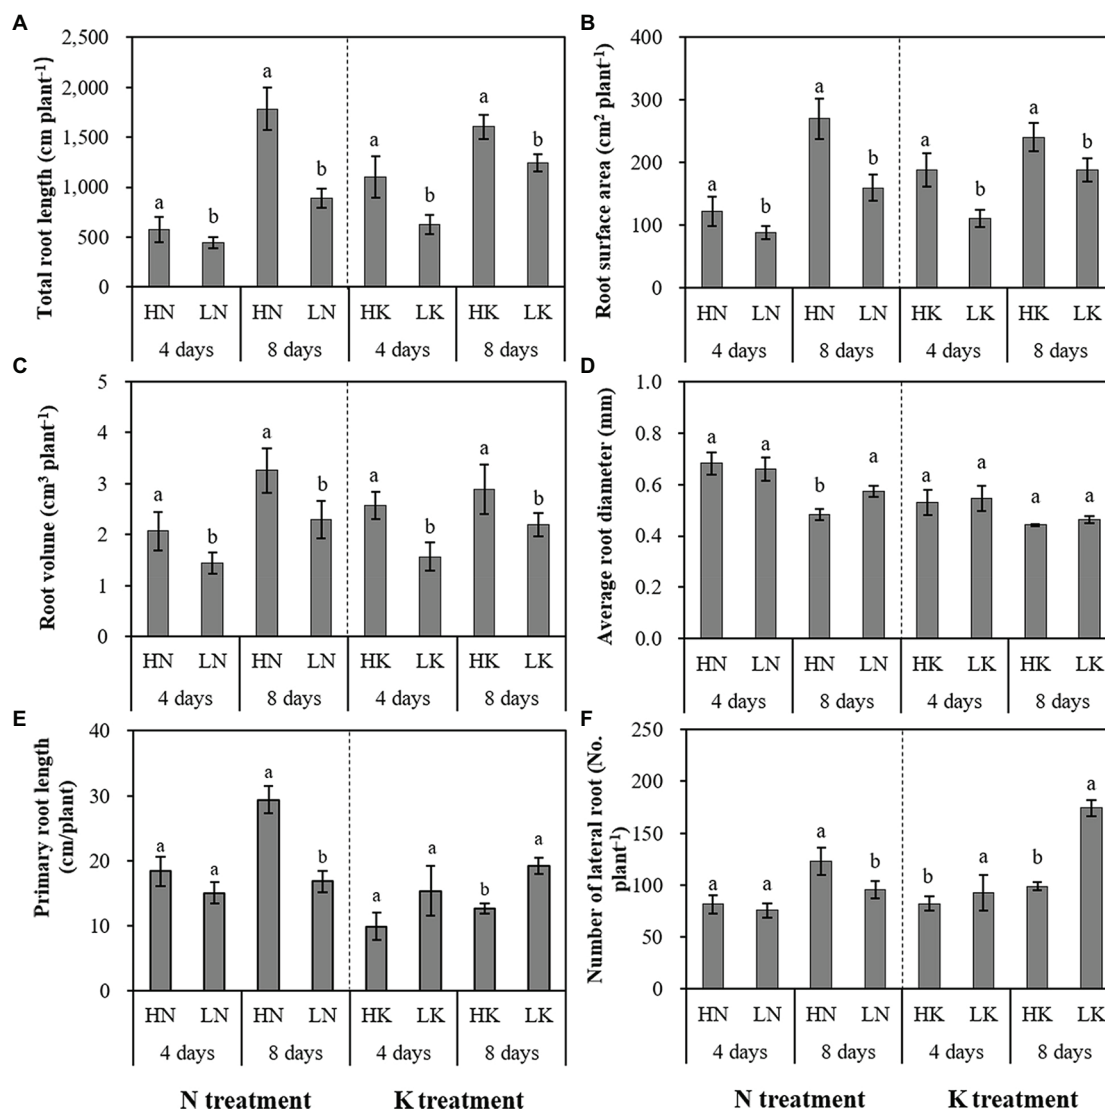 A
Total root length (cm plant⁻¹)
2,500
2,000
1,500
1,000
500
0
a b a b a b a b
HN LN HN LN HK LK HK LK
4 days 8 days 4 days 8 days
B
Root surface area (cm² plant⁻¹)
400
300
200
100
0
a b a b a b a b
HN LN HN LN HK LK HK LK
4 days 8 days 4 days 8 days
C
Root volume (cm³ plant⁻¹)
5
4
3
2
1
0
a b a b a b a b
HN LN HN LN HK LK HK LK
4 days 8 days 4 days 8 days
D
Average root diameter (mm)
1.0
0.8
0.6
0.4
0.2
0.0
a a b a a a a a
HN LN HN LN HK LK HK LK
4 days 8 days 4 days 8 days
E
Primary root length
(cm/plant)
40
30
20
10
0
a a a b a a b a
HN LN HN LN HK LK HK LK
4 days 8 days 4 days 8 days
N treatment K treatment
F
Number of lateral root (No.
plant⁻¹)
250
200
150
100
50
0
a a a b b a b a
HN LN HN LN HK LK HK LK
4 days 8 days 4 days 8 days
N treatment K treatment